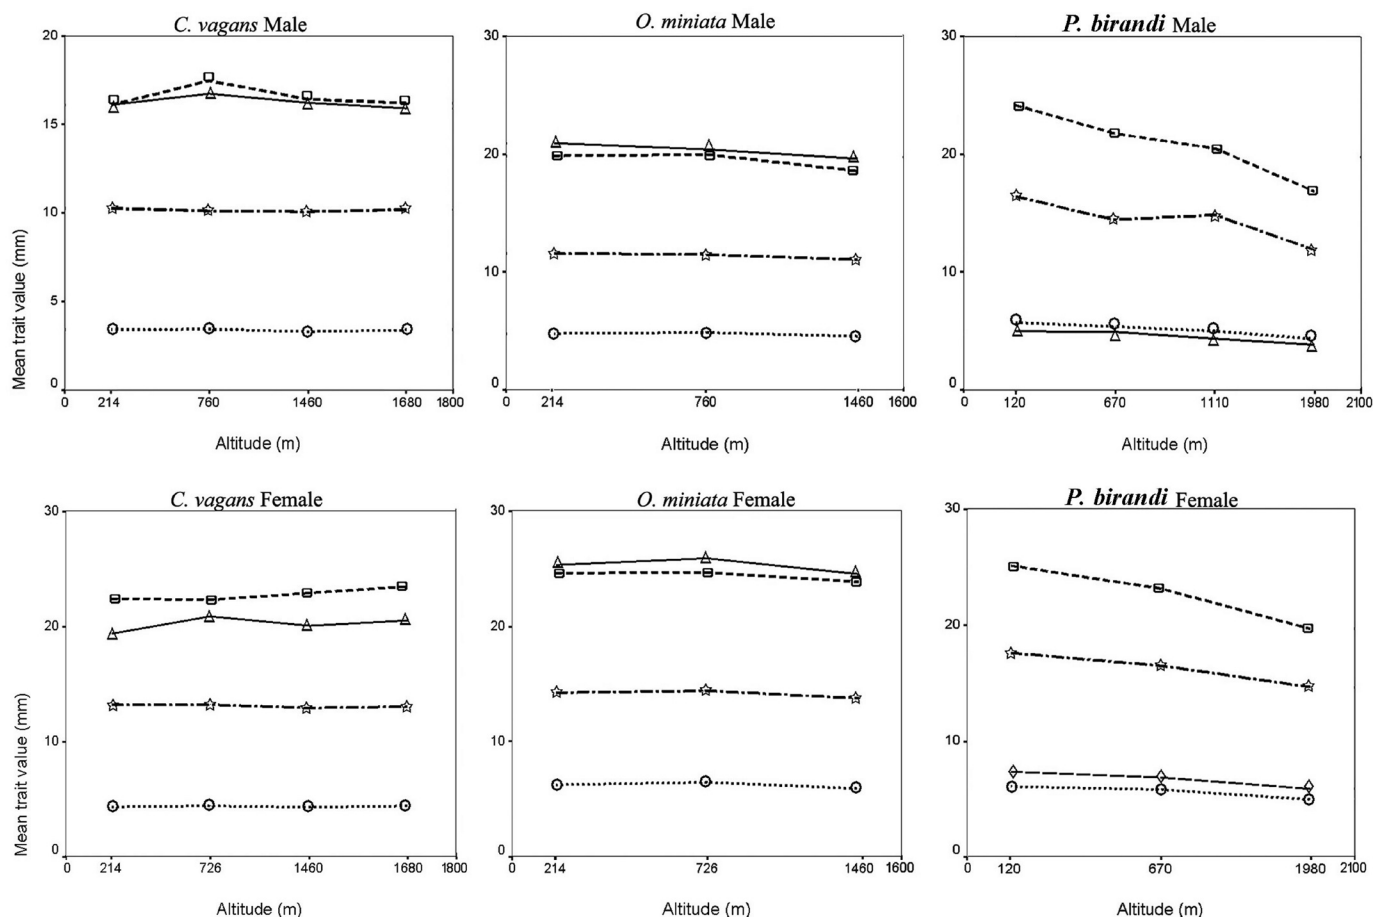 C. vagans Male
20
15
10
5
0
Mean trait value (mm)
0 214 760 1460 1680 1800
Altitude (m)
O. miniata Male
30
20
10
0
0 214 760 1460 1600
Altitude (m)
P. birandi Male
30
20
10
0
0 120 670 1110 1980 2100
Altitude (m)
C. vagans Female
30
20
10
0
Mean trait value (mm)
0 214 726 1460 1680 1800
Altitude (m)
O. miniata Female
30
20
10
0
0 214 726 1460 1600
Altitude (m)
P. birandi Female
30
20
10
0
0 120 670 1980 2100
Altitude (m)